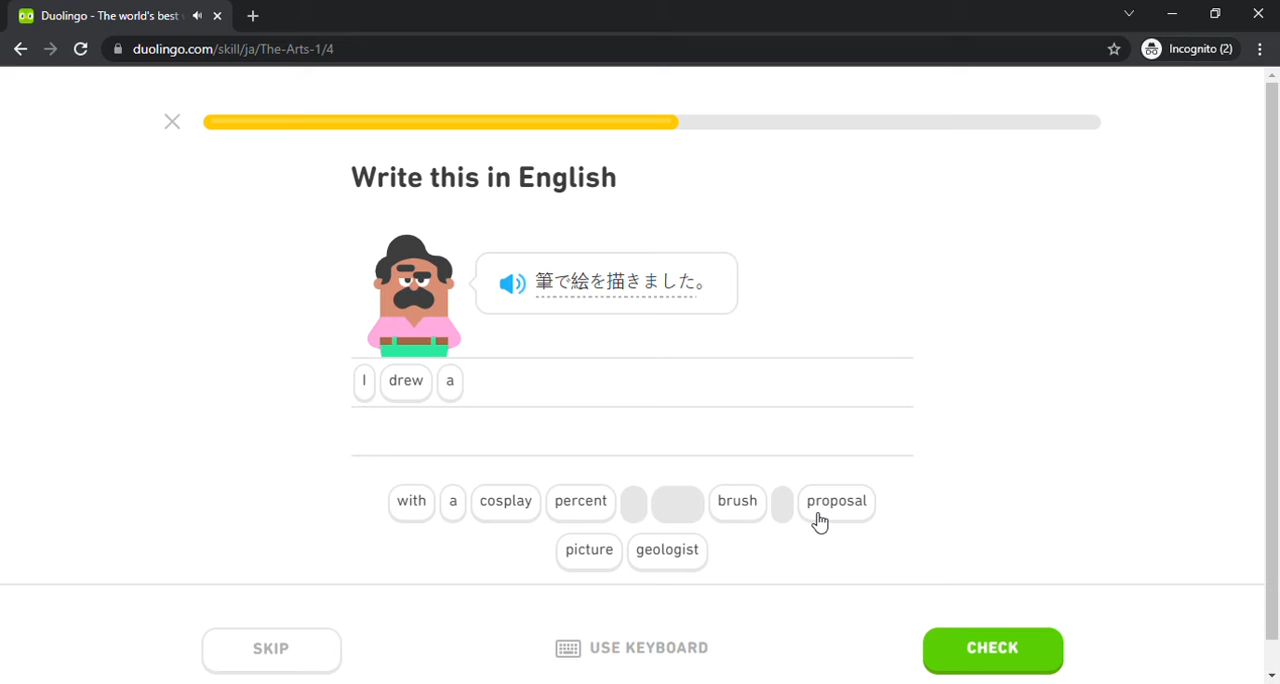 Duolingo - The world's best
duolingo.com/skill/ja/The-Arts-1/4
Incognito (2)
Write this in English
筆で絵を描きました。
I drew a
with a cosplay percent brush proposal
picture geologist
SKIP
USE KEYBOARD
CHECK